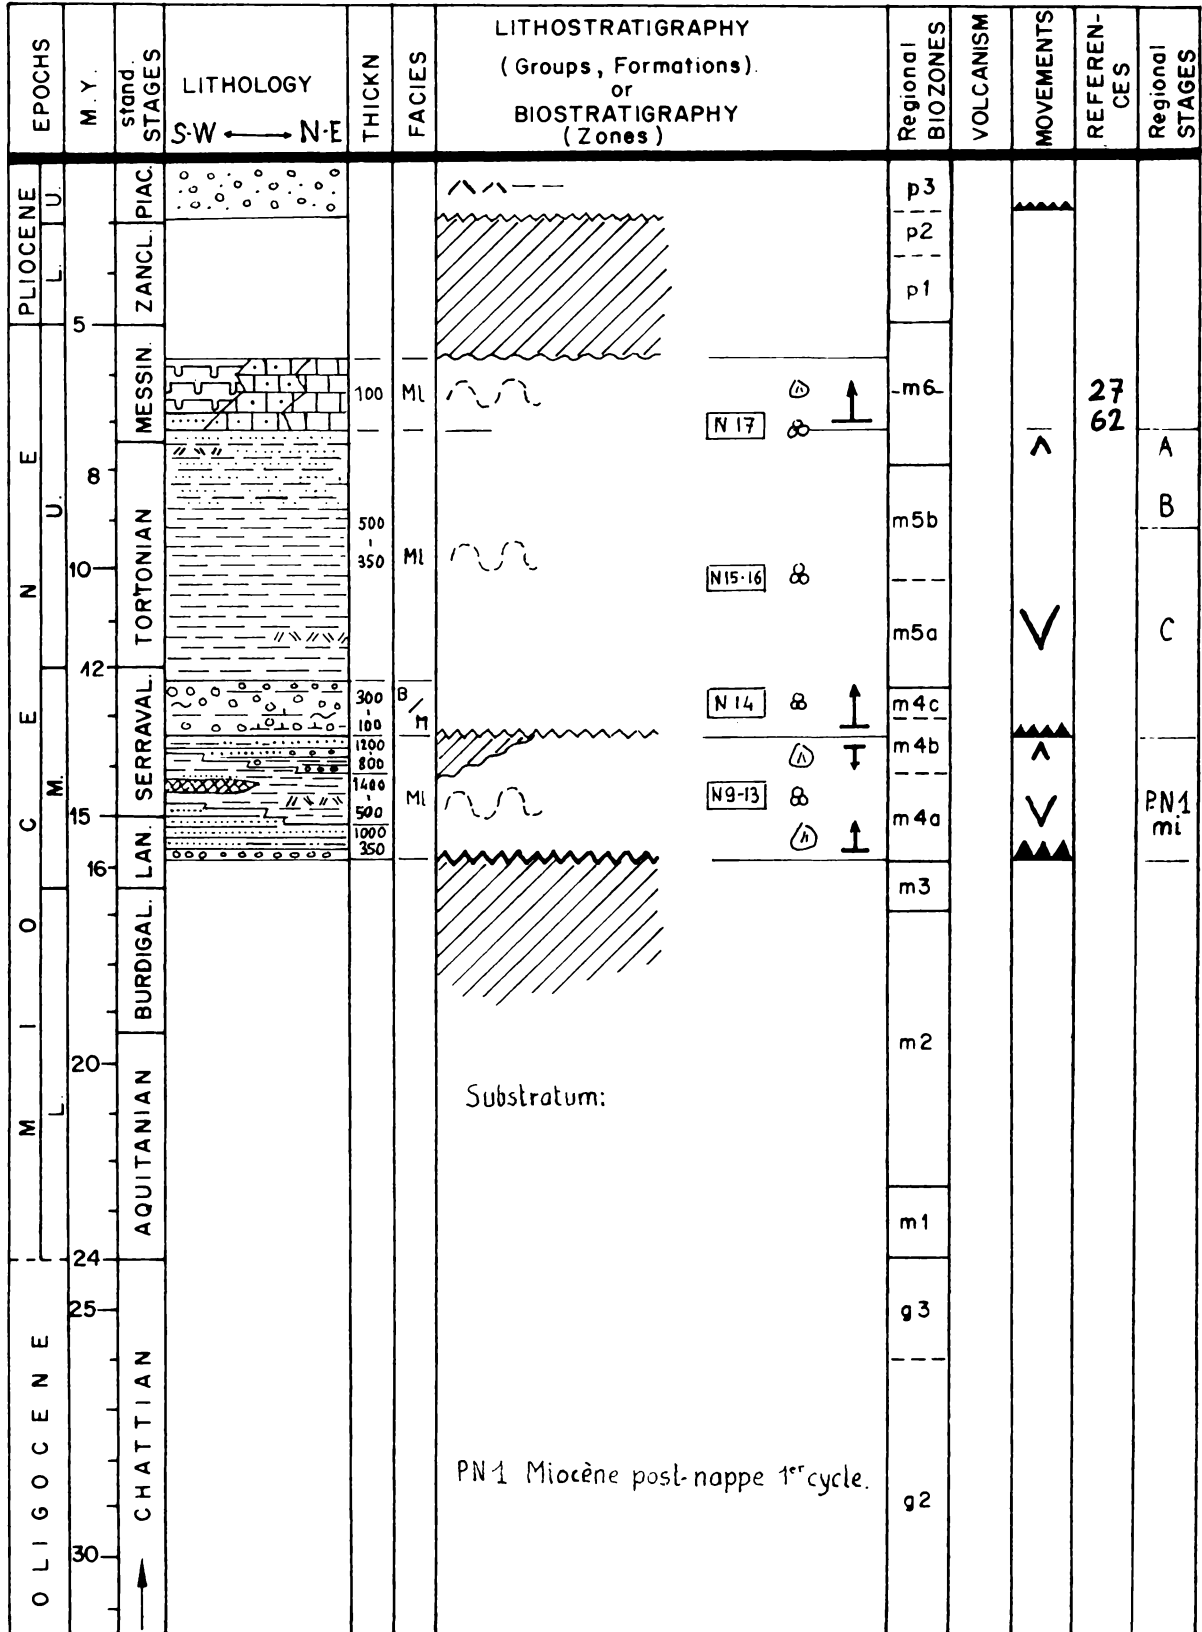 EPOCHS
M.Y.
stand. STAGES
LITHOLOGY
S-W N-E
THICKN
FACIES
LITHOSTRATIGRAPHY
(Groups, Formations).
or
BIOSTRATIGRAPHY
(Zones)
Regional BIOZONES
VOLCANISM
MOVEMENTS
REFEREN-
CES
Regional STAGES
PLIOCENE
U.
L.
PIAC.
ZANCL.
p3
p2
p1
5
MIOCENE
U.
MESSIN.
100
Ml
N 17
m6
27
62
A
8
TORTONIAN
500
350
Ml
m5b
B
10
N15-16
m5a
C
12
M.
SERRAVAL.
300
100
B/M
N 14
m4c
1200
800
m4b
1400
500
Ml
N9-13
m4a
PN1
mi
15
LAN.
1000
350
16
L.
BURDIGAL.
m3
m2
20
AQUITANIAN
Substratum:
m1
24
OLIGOCENE
CHATTIAN
25
g3
PN1 Miocène post-nappe 1er cycle.
g2
30